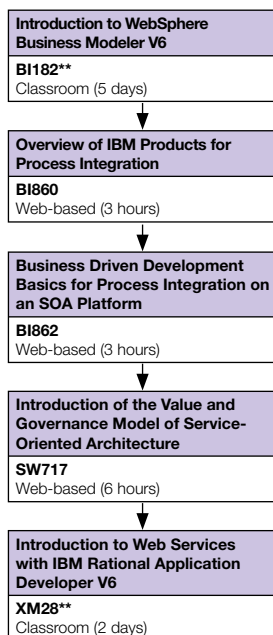 Introduction to WebSphere
Business Modeler V6
BI182**
Classroom (5 days)
Overview of IBM Products for
Process Integration
BI860
Web-based (3 hours)
Business Driven Development
Basics for Process Integration on
an SOA Platform
BI862
Web-based (3 hours)
Introduction of the Value and
Governance Model of Service-
Oriented Architecture
SW717
Web-based (6 hours)
Introduction to Web Services
with IBM Rational Application
Developer V6
XM28**
Classroom (2 days)